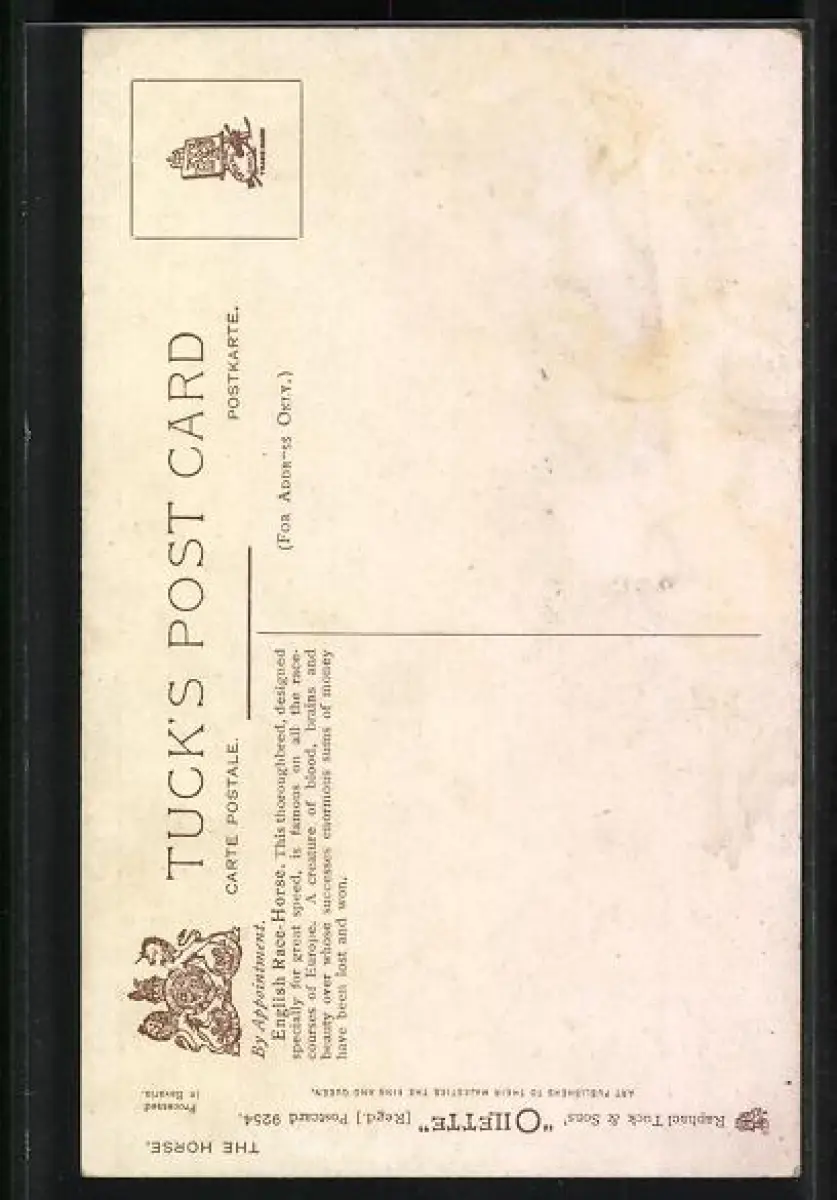 TUCK'S POST CARD
CARTE POSTALE.
POSTKARTE.
(FOR ADDRESS ONLY.)
By Appointment.
English Race-Horse. This thoroughbred, designed
specially for great speed, is famous on all the race-
courses of Europe. A creature of blood, brains and
beauty over whose successes enormous sums of money
have been lost and won.
THE HORSE.
Raphael Tuck & Sons' "OILETTE" [Regd.] Postcard 9254.
ART PUBLISHERS TO THEIR MAJESTIES THE KING AND QUEEN.
Processed
in Bavaria.
TRADE MARK